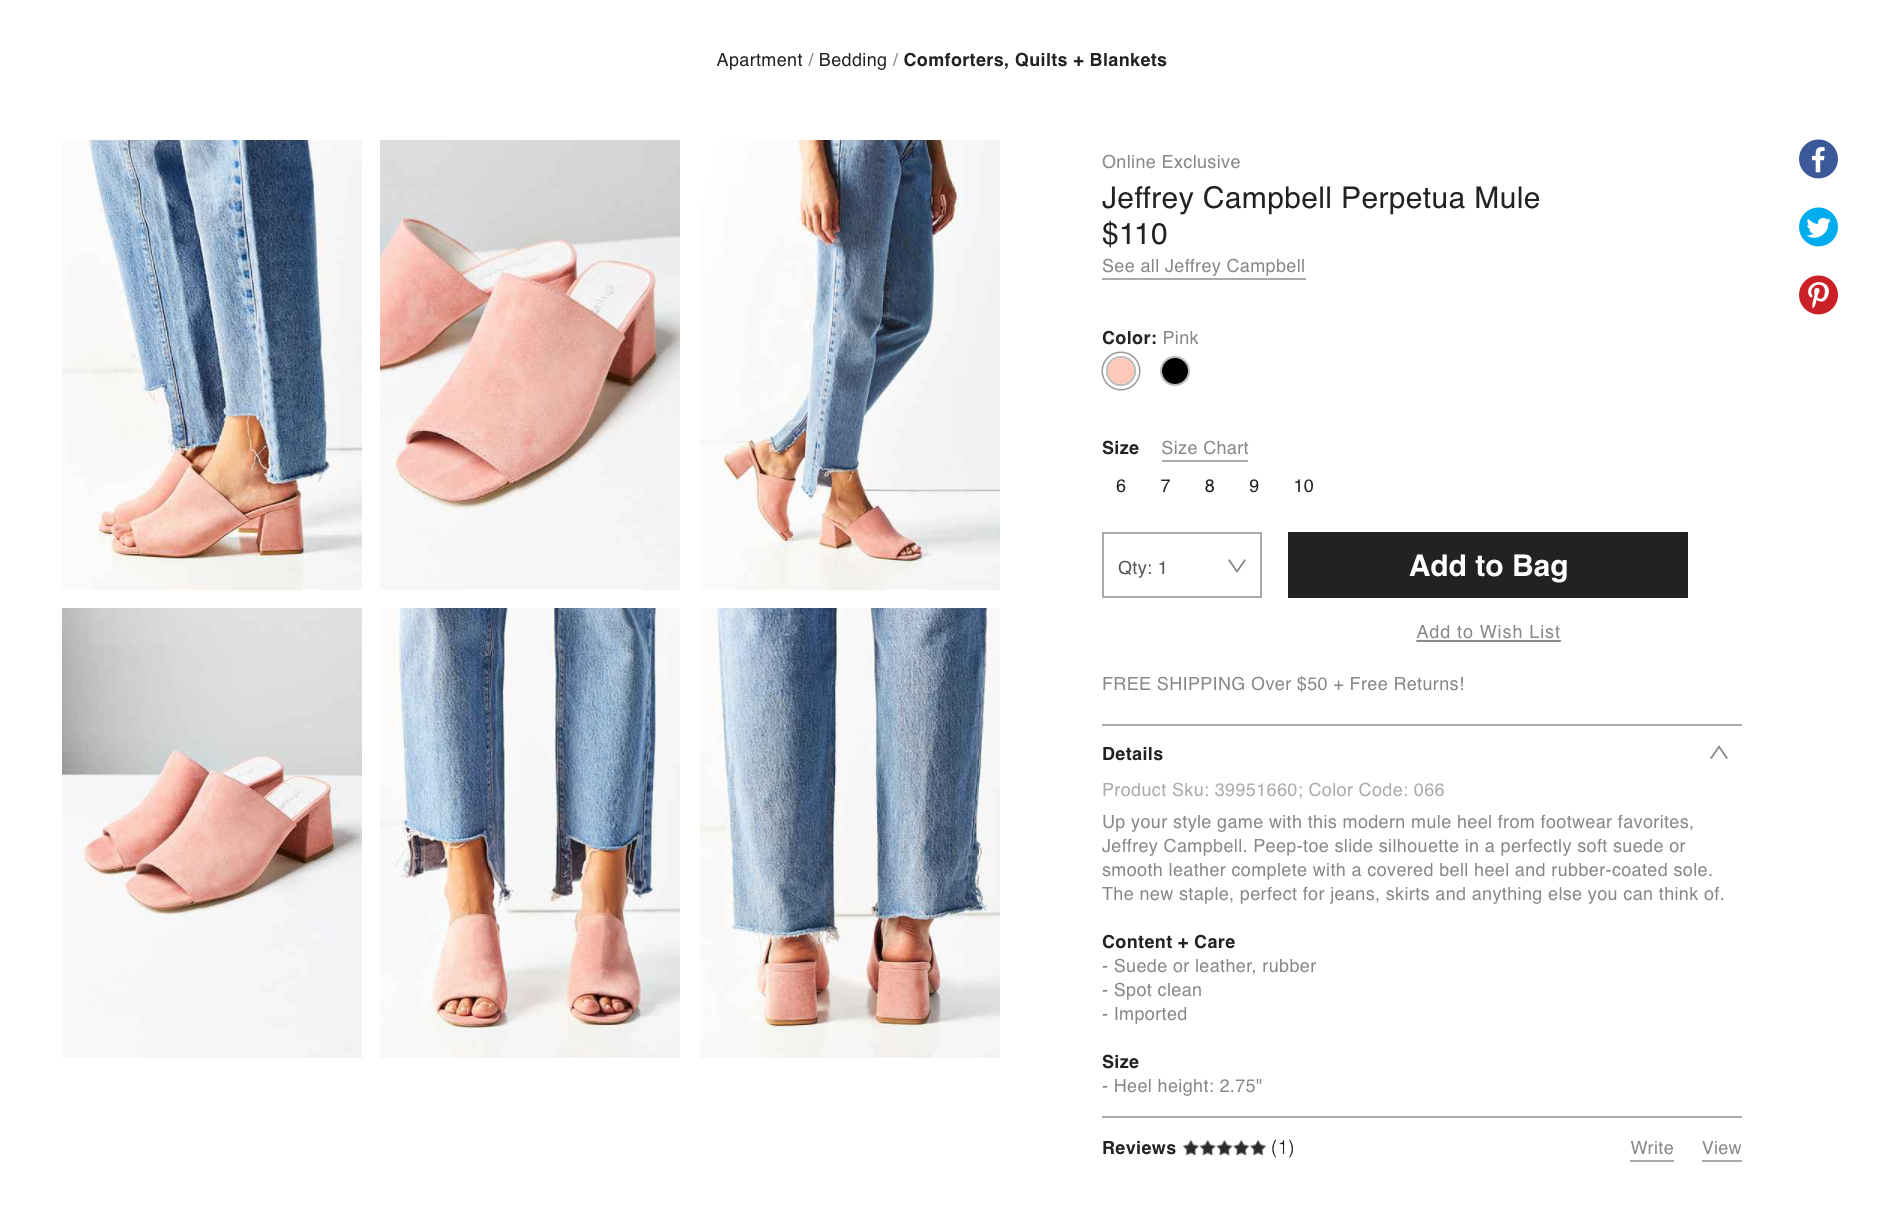 Apartment / Bedding / Comforters, Quilts + Blankets
Online Exclusive
Jeffrey Campbell Perpetua Mule
$110
See all Jeffrey Campbell
Color: Pink
Size Size Chart
6 7 8 9 10
Qty: 1
Add to Bag
Add to Wish List
FREE SHIPPING Over $50 + Free Returns!
Details
Product Sku: 39951660; Color Code: 066
Up your style game with this modern mule heel from footwear favorites,
Jeffrey Campbell. Peep-toe slide silhouette in a perfectly soft suede or
smooth leather complete with a covered bell heel and rubber-coated sole.
The new staple, perfect for jeans, skirts and anything else you can think of.
Content + Care
- Suede or leather, rubber
- Spot clean
- Imported
Size
- Heel height: 2.75"
Reviews ★★★★★ (1)
Write View